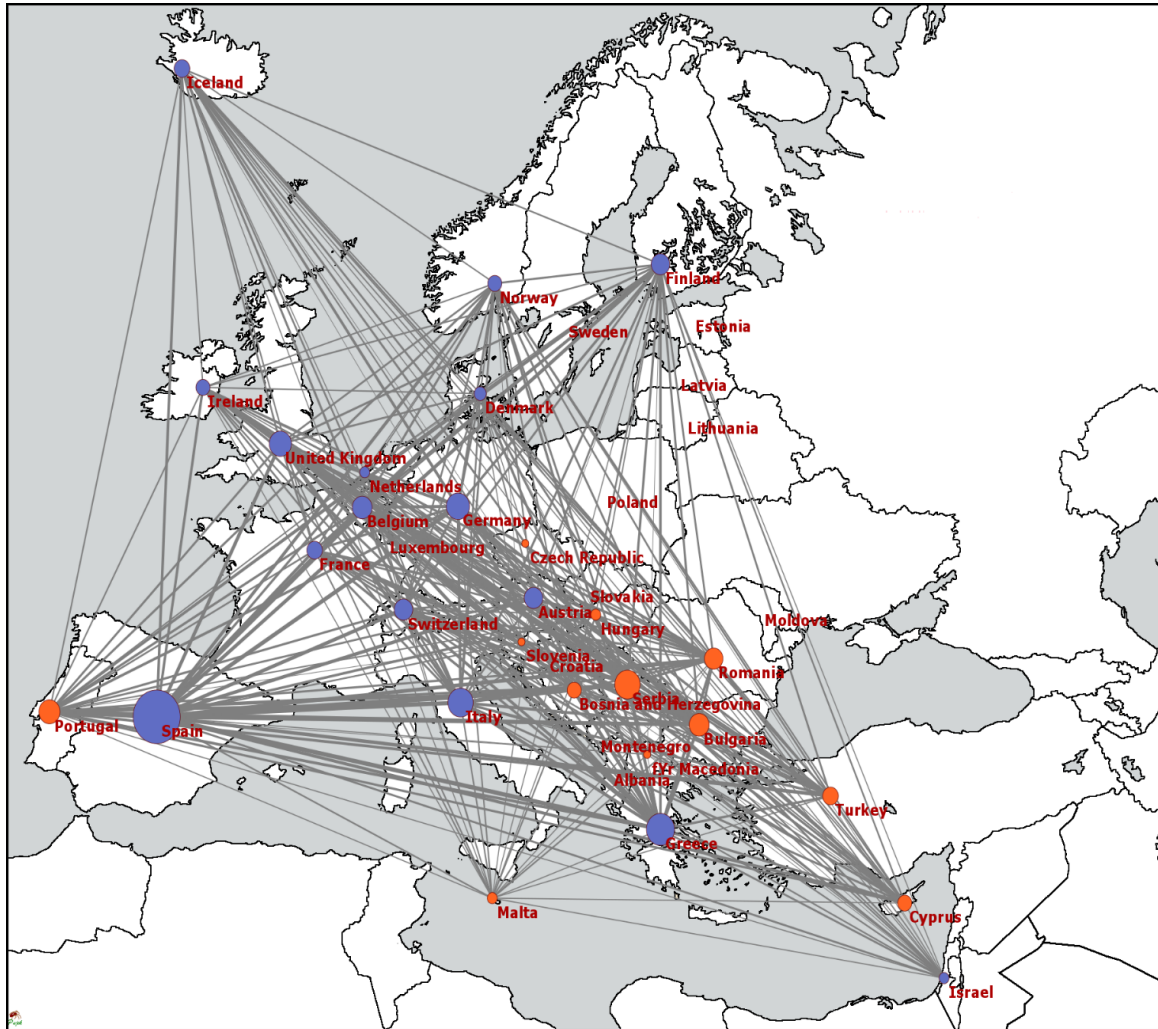 Iceland
Finland
Norway
Sweden
Estonia
Latvia
Ireland
Denmark
Lithuania
United Kingdom
Netherlands
Poland
Belgium
Germany
Luxembourg
Czech Republic
France
Slovakia
Austria
Switzerland
Hungary
Moldova
Slovenia
Croatia
Romania
Serbia
Bosnia and Herzegovina
Portugal
Spain
Italy
Bulgaria
Montenegro
fYr Macedonia
Albania
Turkey
Greece
Malta
Cyprus
Israel